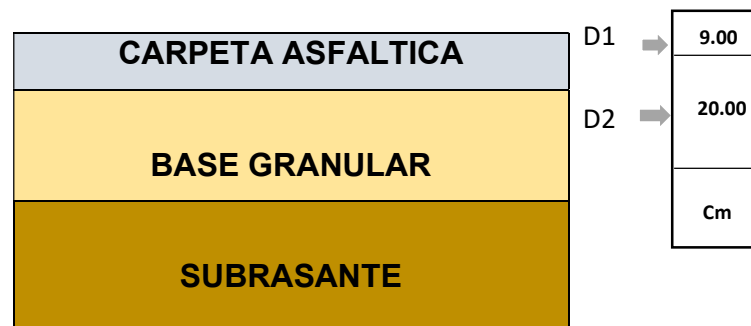 CARPETA ASFALTICA
D1
9.00
D2
20.00
BASE GRANULAR
Cm
SUBRASANTE